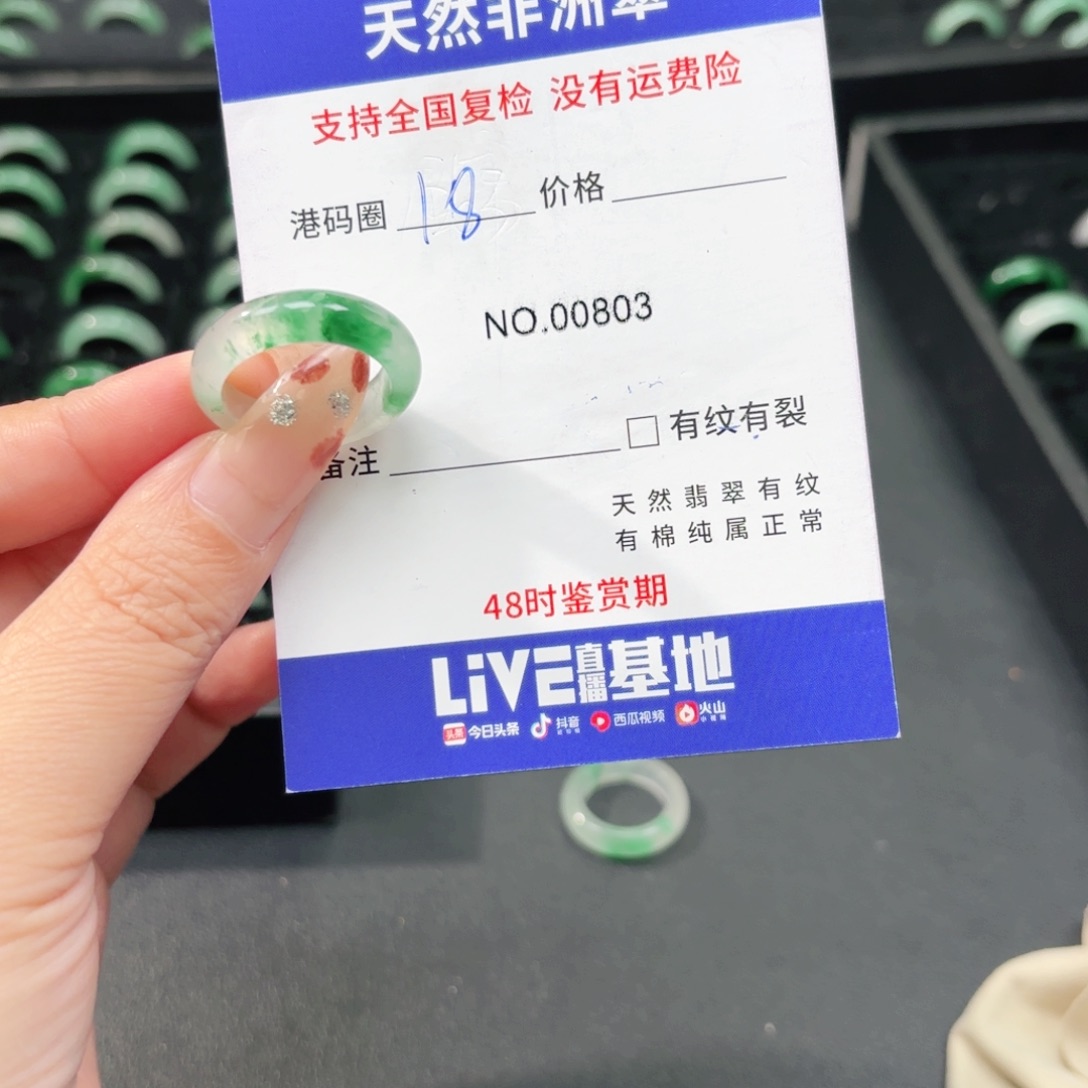 天然非洲翠
支持全国复检 没有运费险
港码圈 18 价格
NO.00803
备注 有纹有裂
天然翡翠有纹
有棉纯属正常
48时鉴赏期
LiVE直播基地
头条 今日头条 抖音 西瓜视频 火山